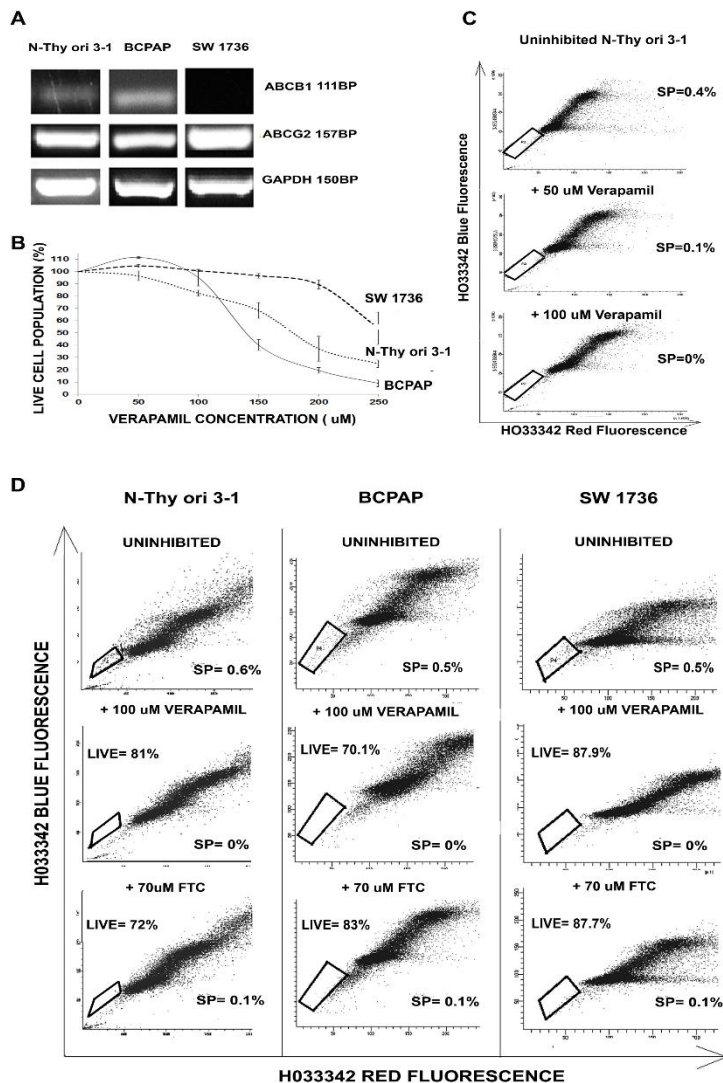 A
N-Thy ori 3-1 BCPAP SW 1736
ABCB1 111BP
ABCG2 157BP
GAPDH 150BP
B
LIVE CELL POPULATION (%)
110
100
90
80
70
60
50
40
30
20
10
0
0 50 100 150 200 250
VERAPAMIL CONCENTRATION ( uM)
SW 1736
N-Thy ori 3-1
BCPAP
C
Uninhibited N-Thy ori 3-1
SP=0.4%
+ 50 uM Verapamil
SP=0.1%
+ 100 uM Verapamil
SP=0%
HO33342 Blue Fluorescence
HO33342 Red Fluorescence
D
N-Thy ori 3-1 BCPAP SW 1736
UNINHIBITED UNINHIBITED UNINHIBITED
SP= 0.6% SP= 0.5% SP= 0.5%
50 100 150 200
+ 100 uM VERAPAMIL + 100 uM VERAPAMIL + 100 uM VERAPAMIL
LIVE= 81% LIVE= 70.1% LIVE= 87.9%
SP= 0% SP= 0% SP= 0%
+ 70uM FTC + 70 uM FTC + 70 uM FTC
LIVE= 72% LIVE= 83% LIVE= 87.7%
SP= 0.1% SP= 0.1% SP= 0.1%
H033342 BLUE FLUORESCENCE
H033342 RED FLUORESCENCE